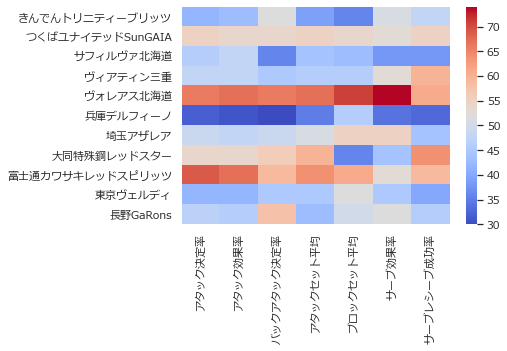 きんでんトリニティーブリッツ
つくばユナイテッドSunGAIA
サフィルヴァ北海道
ヴィアティン三重
ヴォレアス北海道
兵庫デルフィーノ
埼玉アザレア
大同特殊鋼レッドスター
富士通カワサキレッドスピリッツ
東京ヴェルディ
長野GaRons
アタック決定率
アタック効果率
バックアタック決定率
アタックセット平均
ブロックセット平均
サーブ効果率
サーブレシーブ成功率
70
65
60
55
50
45
40
35
30